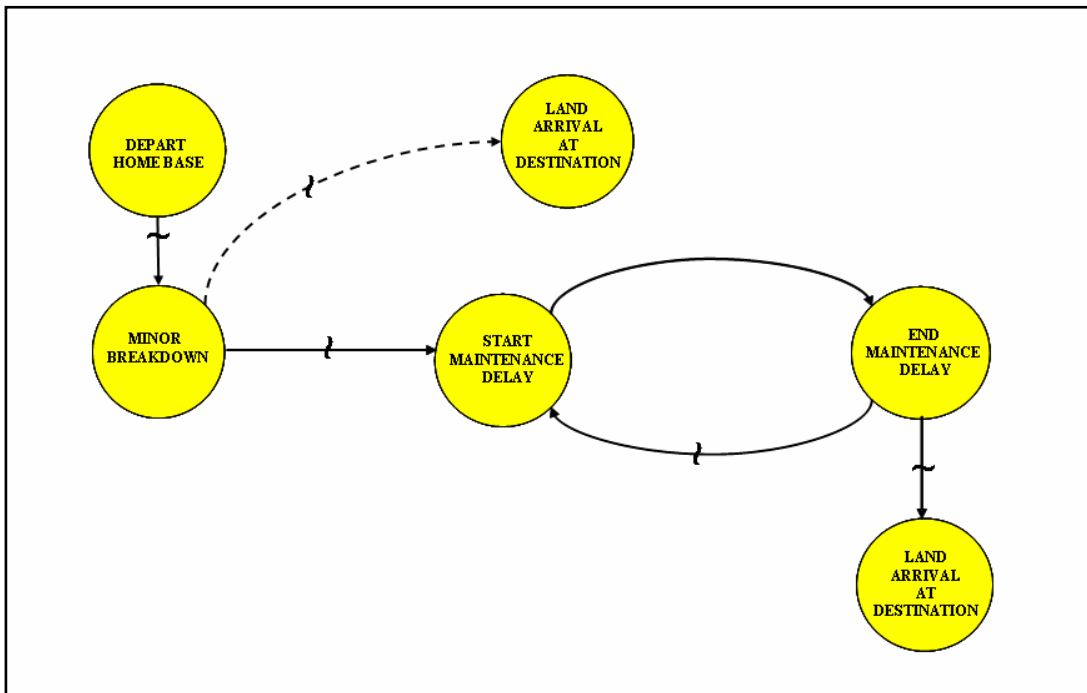 DEPART
HOME BASE
LAND
ARRIVAL
AT
DESTINATION
MINOR
BREAKDOWN
START
MAINTENANCE
DELAY
END
MAINTENANCE
DELAY
LAND
ARRIVAL
AT
DESTINATION